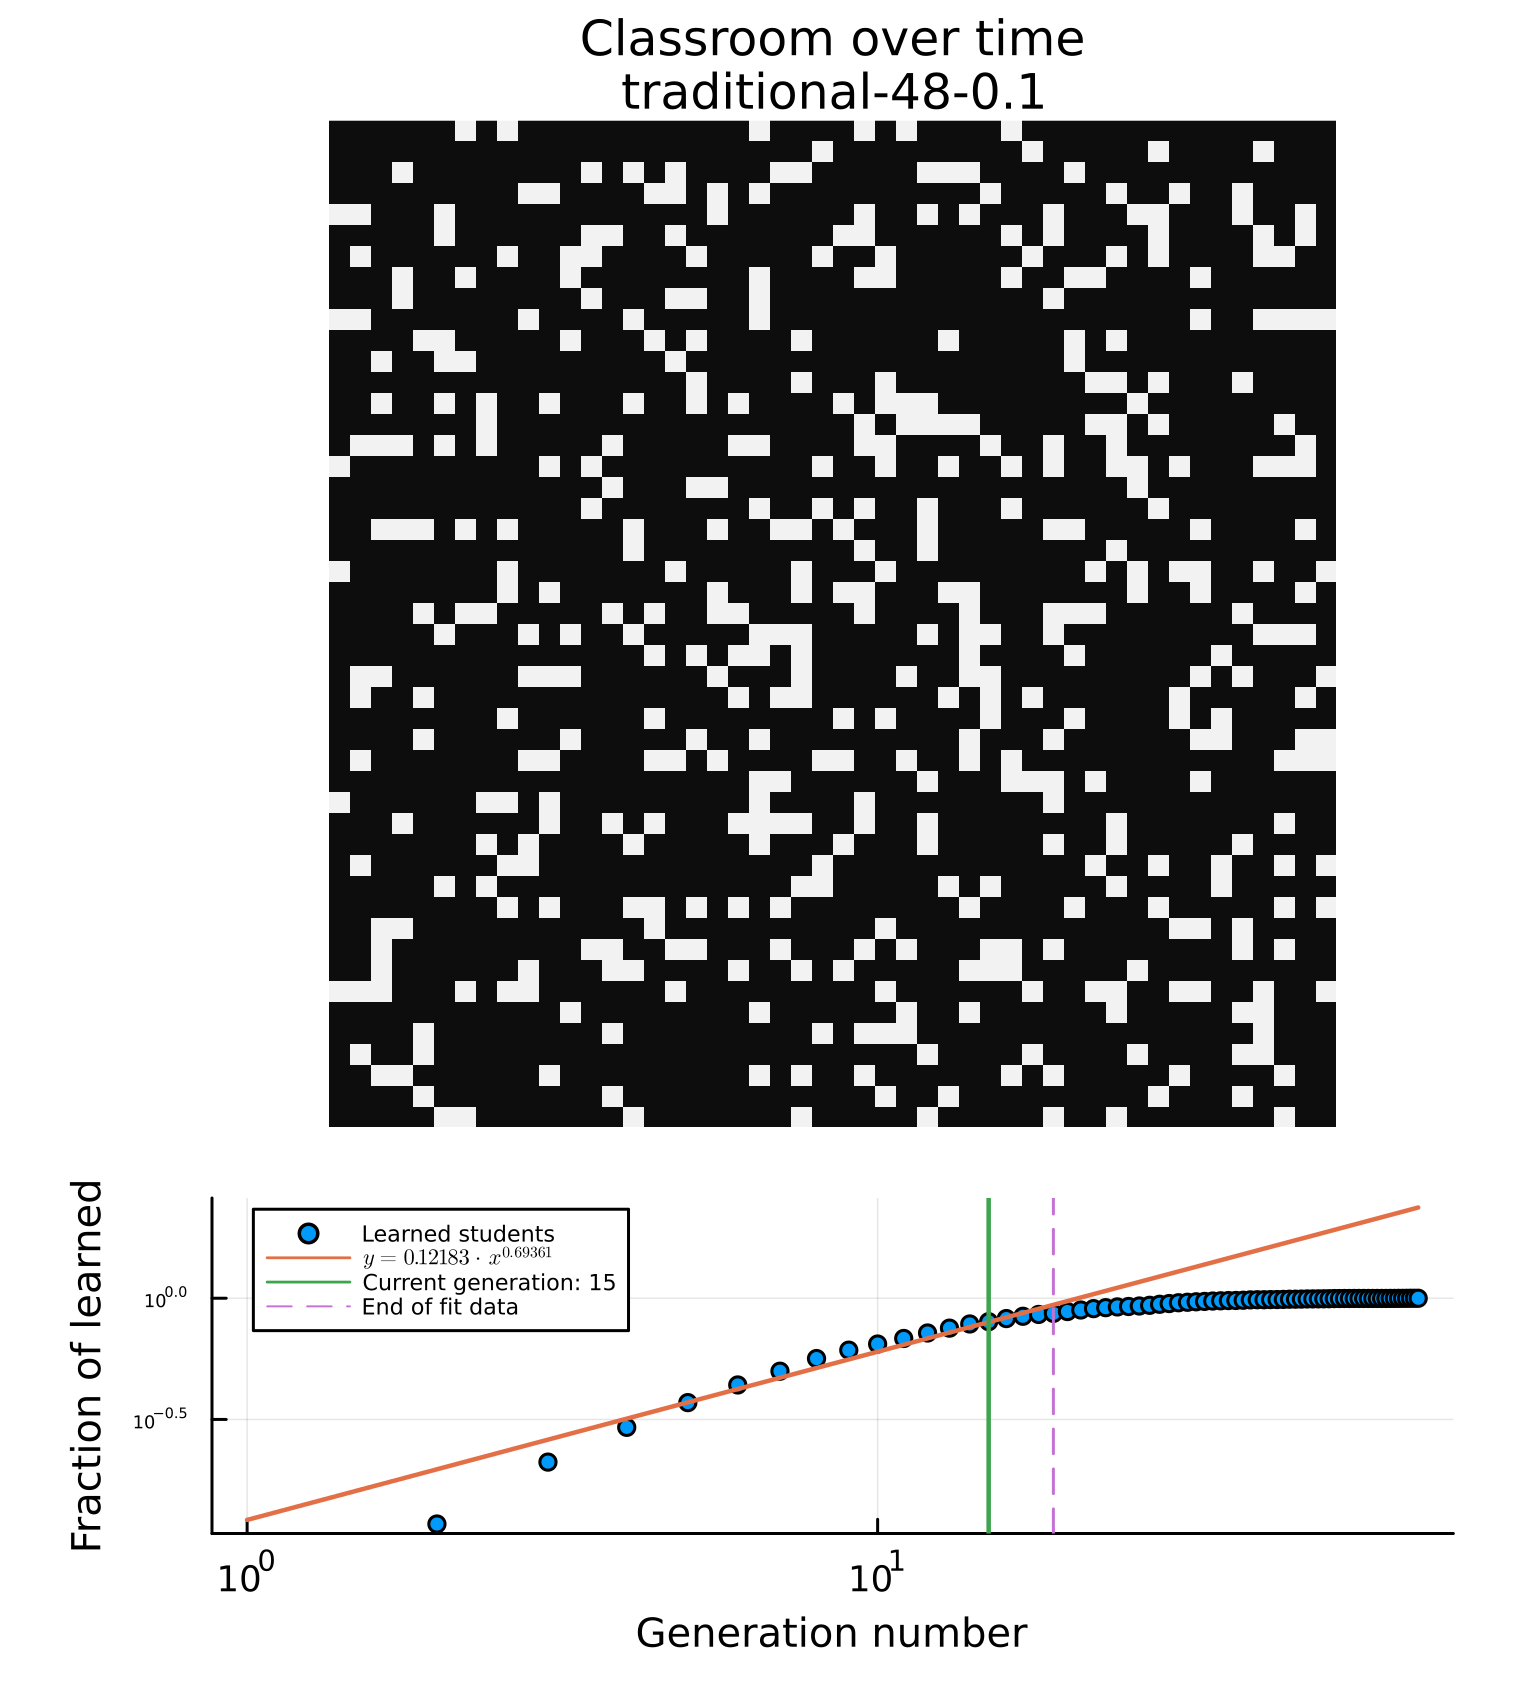 Classroom over time
traditional-48-0.1
Fraction of learned
10^0.0
10^−0.5
Learned students
y = 0.12183 · x^0.69361
Current generation: 15
End of fit data
10^0
10^1
Generation number